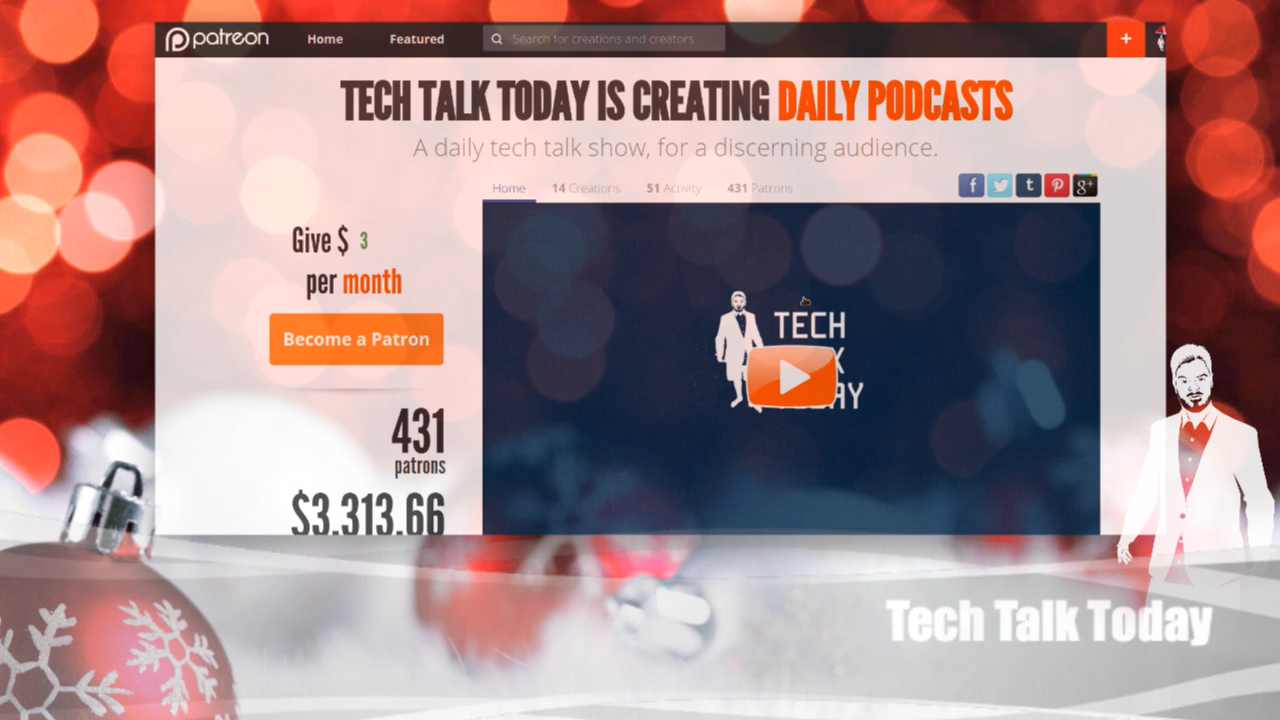 patreon Home Featured Search for creations and creators +
TECH TALK TODAY IS CREATING DAILY PODCASTS
A daily tech talk show, for a discerning audience.
Home 14 Creations 51 Activity 431 Patrons
f t g+
Give $ 3
per month
Become a Patron
431
patrons
$3,313.66
TECH
Tech Talk Today